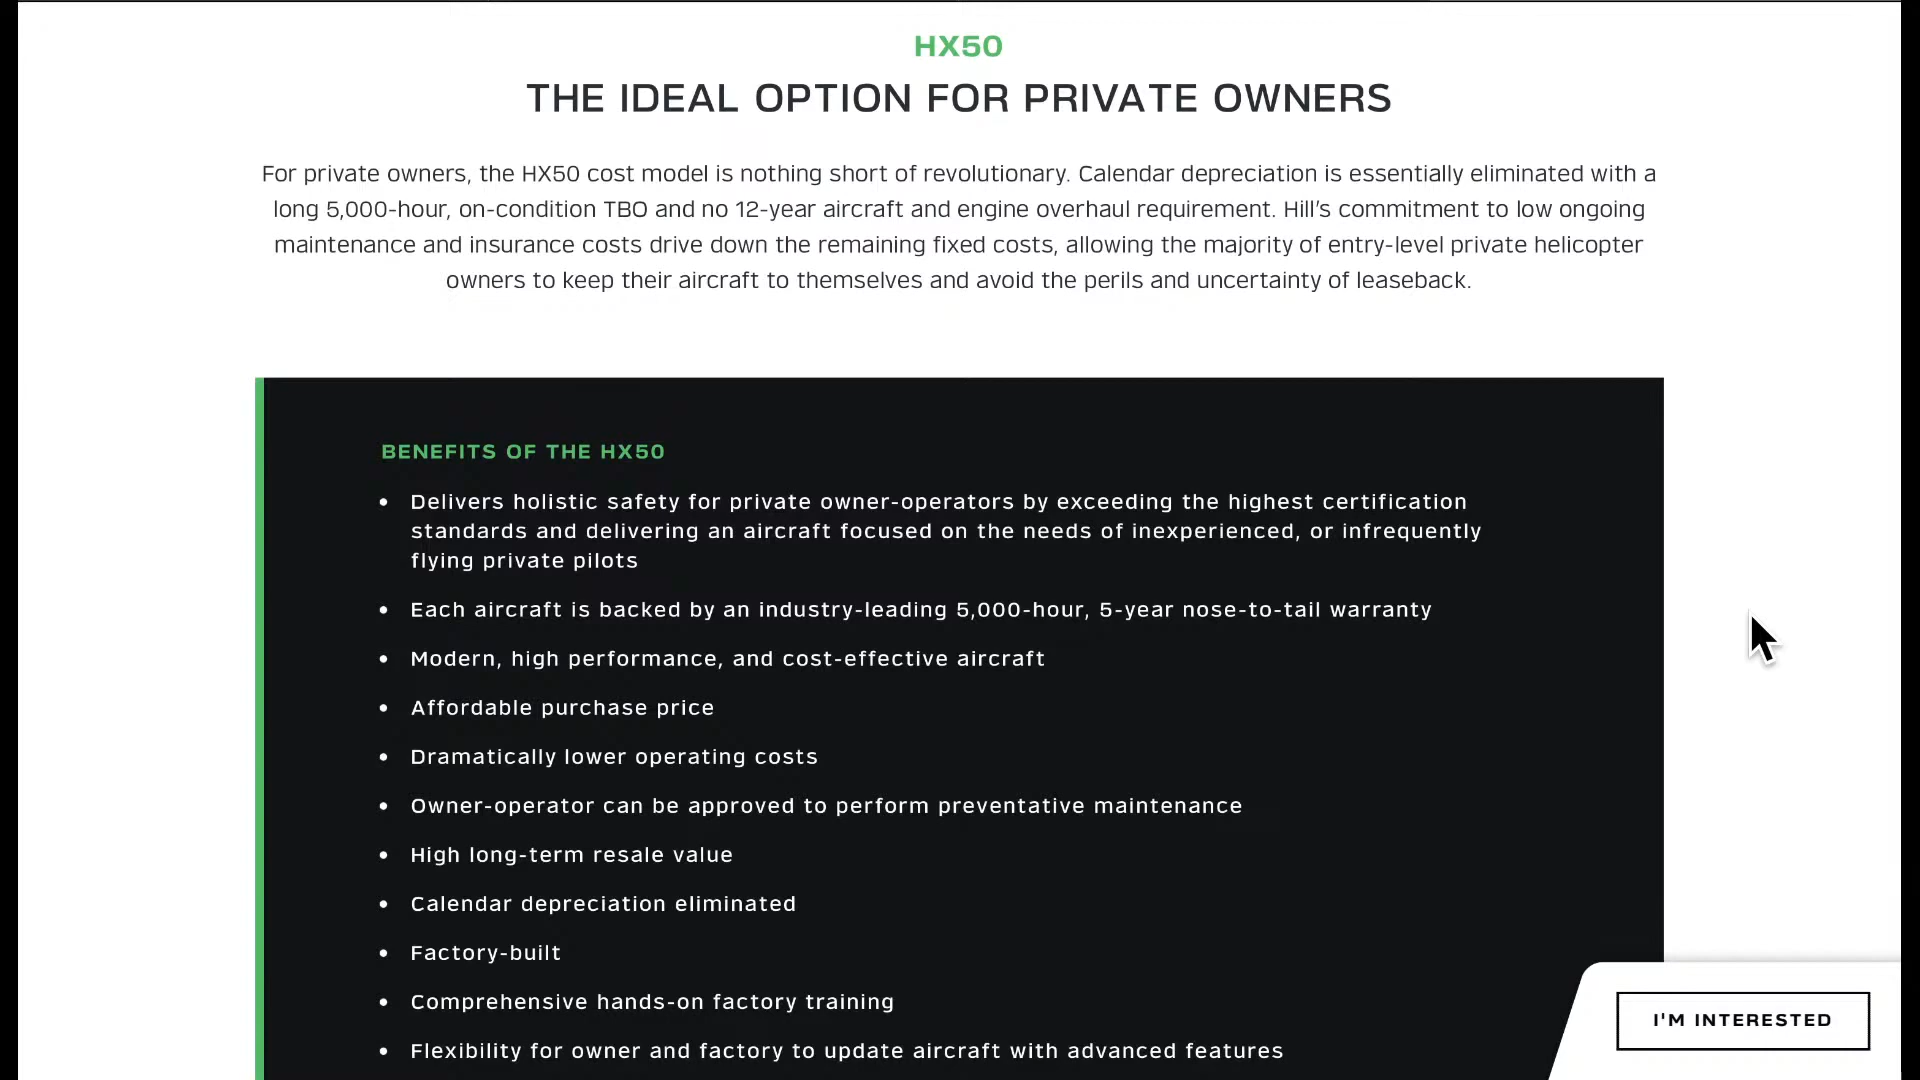 HX50
THE IDEAL OPTION FOR PRIVATE OWNERS
For private owners, the HX50 cost model is nothing short of revolutionary. Calendar depreciation is essentially eliminated with a
long 5,000-hour, on-condition TBO and no 12-year aircraft and engine overhaul requirement. Hill’s commitment to low ongoing
maintenance and insurance costs drive down the remaining fixed costs, allowing the majority of entry-level private helicopter
owners to keep their aircraft to themselves and avoid the perils and uncertainty of leaseback.
BENEFITS OF THE HX50
• Delivers holistic safety for private owner-operators by exceeding the highest certification
standards and delivering an aircraft focused on the needs of inexperienced, or infrequently
flying private pilots
• Each aircraft is backed by an industry-leading 5,000-hour, 5-year nose-to-tail warranty
• Modern, high performance, and cost-effective aircraft
• Affordable purchase price
• Dramatically lower operating costs
• Owner-operator can be approved to perform preventative maintenance
• High long-term resale value
• Calendar depreciation eliminated
• Factory-built
• Comprehensive hands-on factory training
• Flexibility for owner and factory to update aircraft with advanced features
I'M INTERESTED